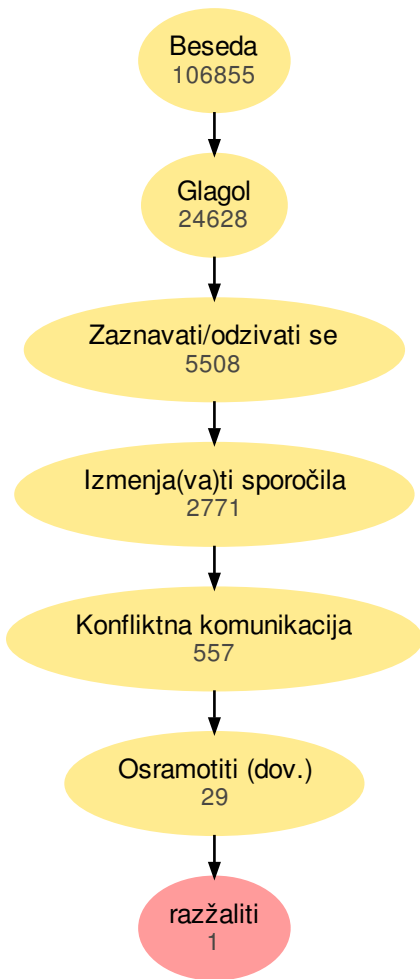 Beseda
106855
Glagol
24628
Zaznavati/odzivati se
5508
Izmenja(va)ti sporočila
2771
Konfliktna komunikacija
557
Osramotiti (dov.)
29
razžaliti
1